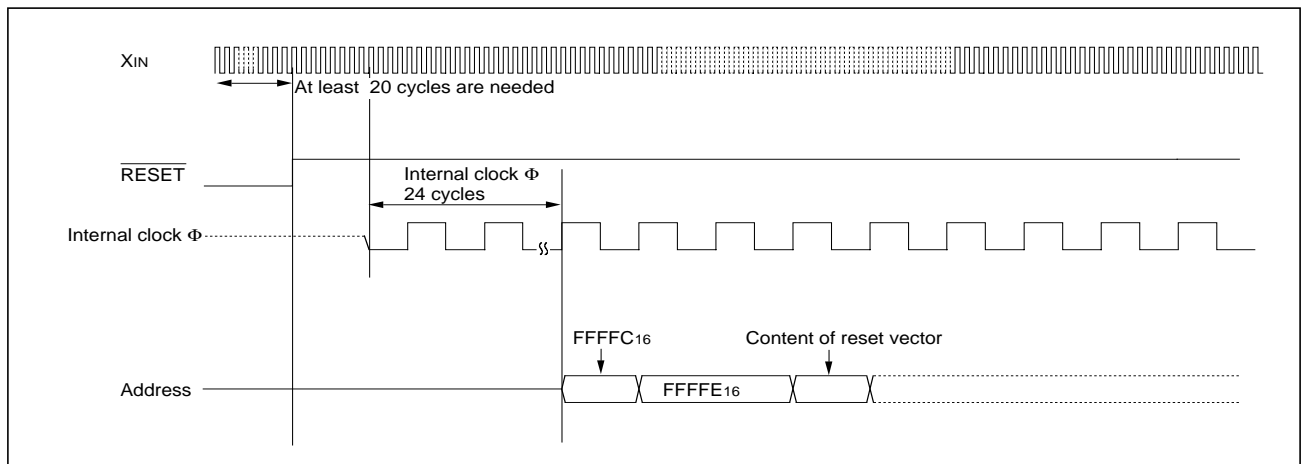 XIN
At least 20 cycles are needed
RESET
Internal clock Φ
24 cycles
Internal clock Φ
FFFFC16
Content of reset vector
Address
FFFFE16